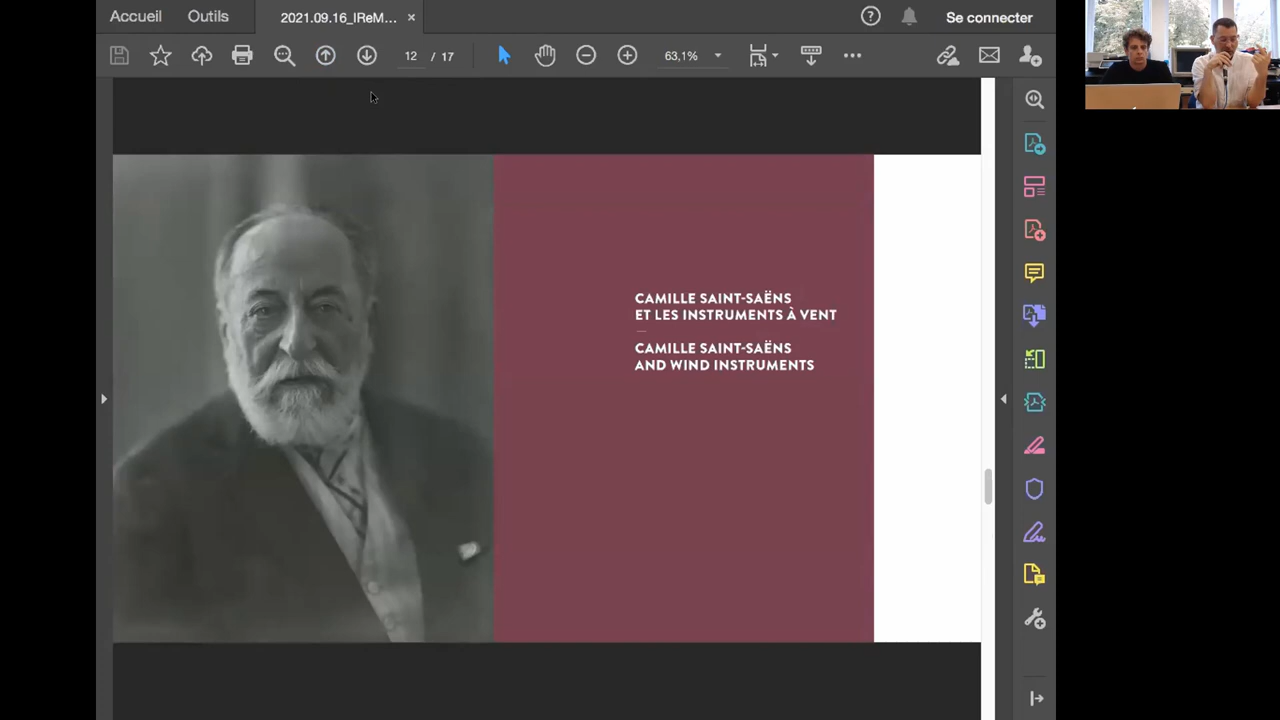 Accueil
Outils
2021.09.16_IReM...
Se connecter
12 / 17
63,1%
CAMILLE SAINT-SAËNS
ET LES INSTRUMENTS À VENT
CAMILLE SAINT-SAËNS
AND WIND INSTRUMENTS